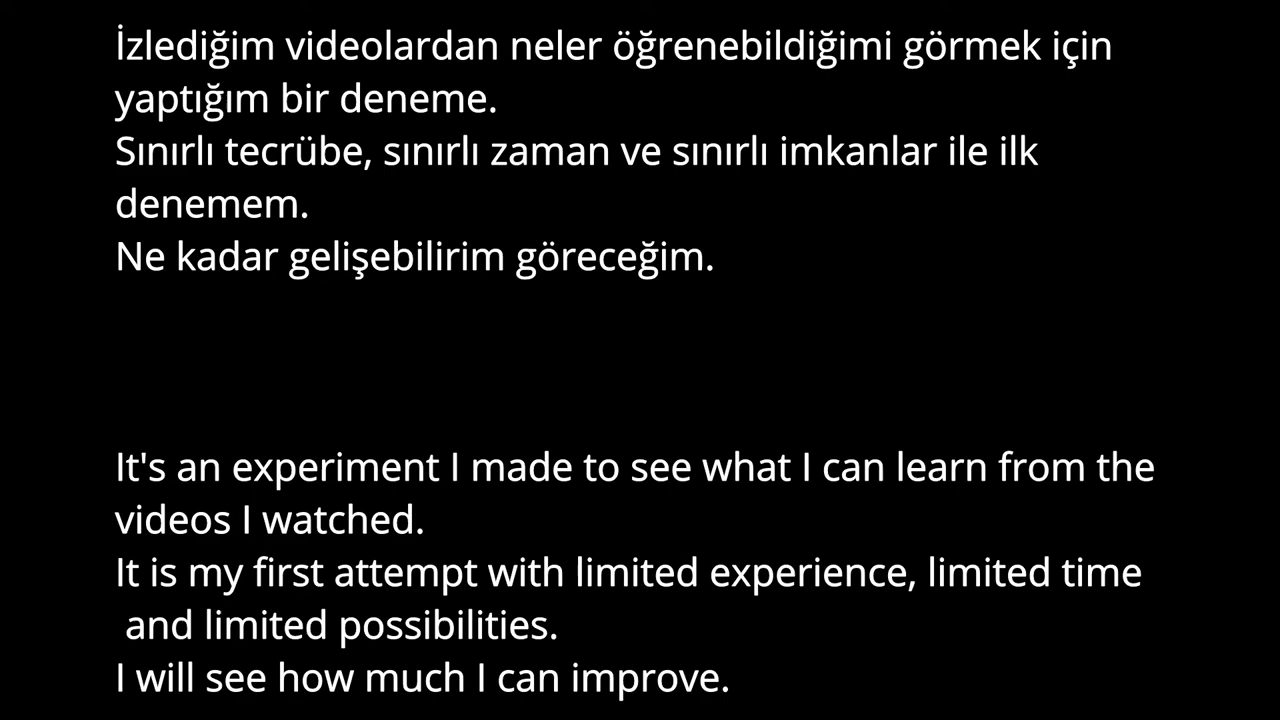 İzlediğim videolardan neler öğrenebildiğimi görmek için
yaptığım bir deneme.
Sınırlı tecrübe, sınırlı zaman ve sınırlı imkanlar ile ilk
denemem.
Ne kadar gelişebilirim göreceğim.
It's an experiment I made to see what I can learn from the
videos I watched.
It is my first attempt with limited experience, limited time
and limited possibilities.
I will see how much I can improve.